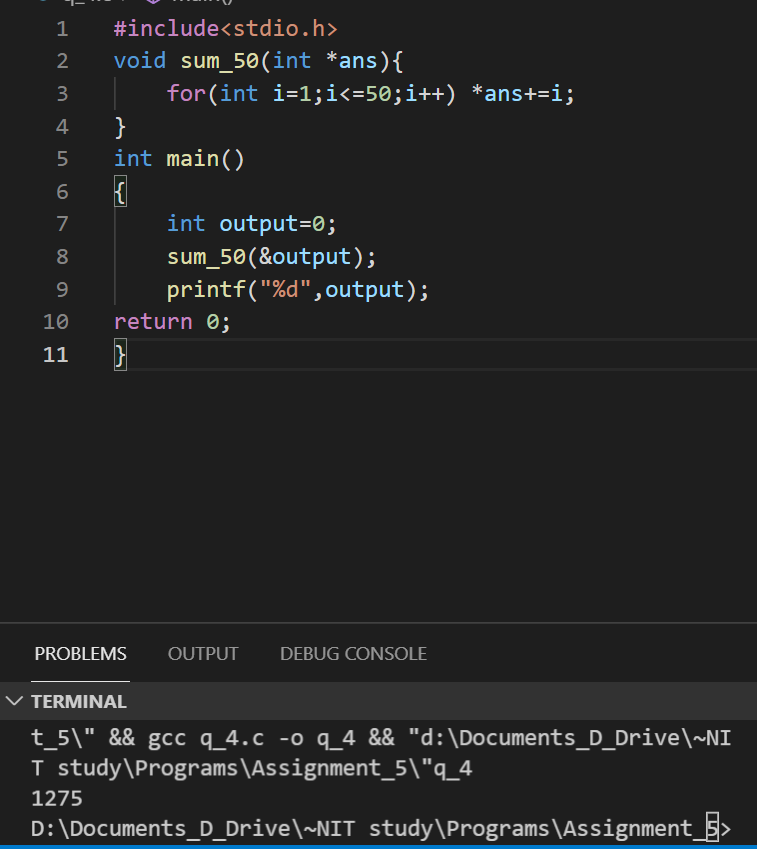 1 #include<stdio.h>
2 void sum_50(int *ans){
3     for(int i=1;i<=50;i++) *ans+=i;
4 }
5 int main()
6 {
7     int output=0;
8     sum_50(&output);
9     printf("%d",output);
10 return 0;
11 }
PROBLEMS OUTPUT DEBUG CONSOLE
TERMINAL
t_5\" && gcc q_4.c -o q_4 && "d:\Documents_D_Drive\~NI
T study\Programs\Assignment_5\"q_4
1275
D:\Documents_D_Drive\~NIT study\Programs\Assignment_5>